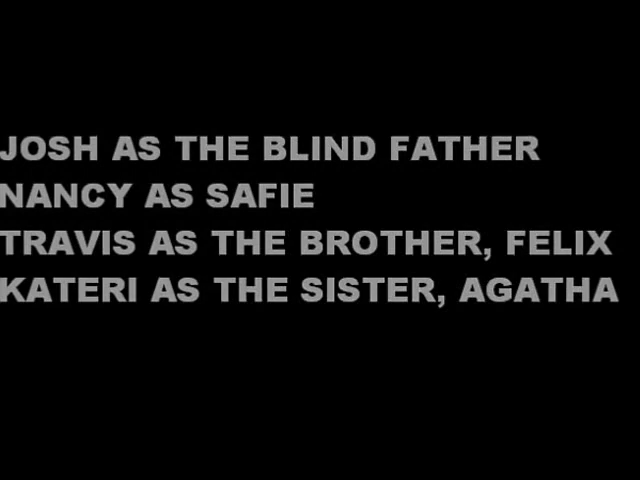 JOSH AS THE BLIND FATHER
NANCY AS SAFIE
TRAVIS AS THE BROTHER, FELIX
KATERI AS THE SISTER, AGATHA